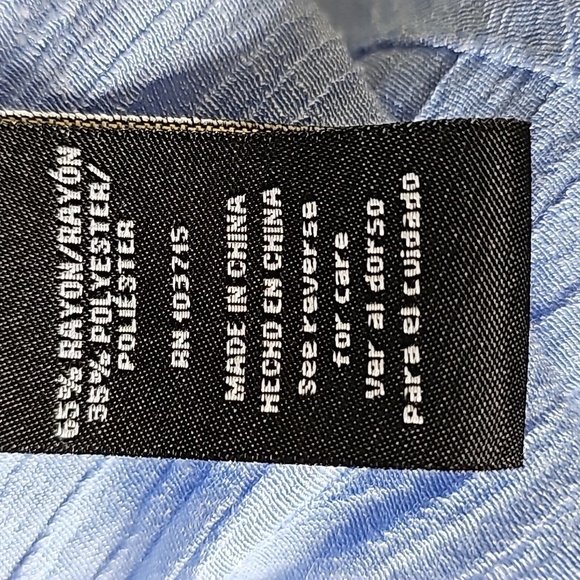 65% RAYON/RAYÓN
35% POLYESTER/
POLIÉSTER
RN 103715
MADE IN CHINA
HECHO EN CHINA
See reverse
for care
Ver al dorso
Para el cuidado